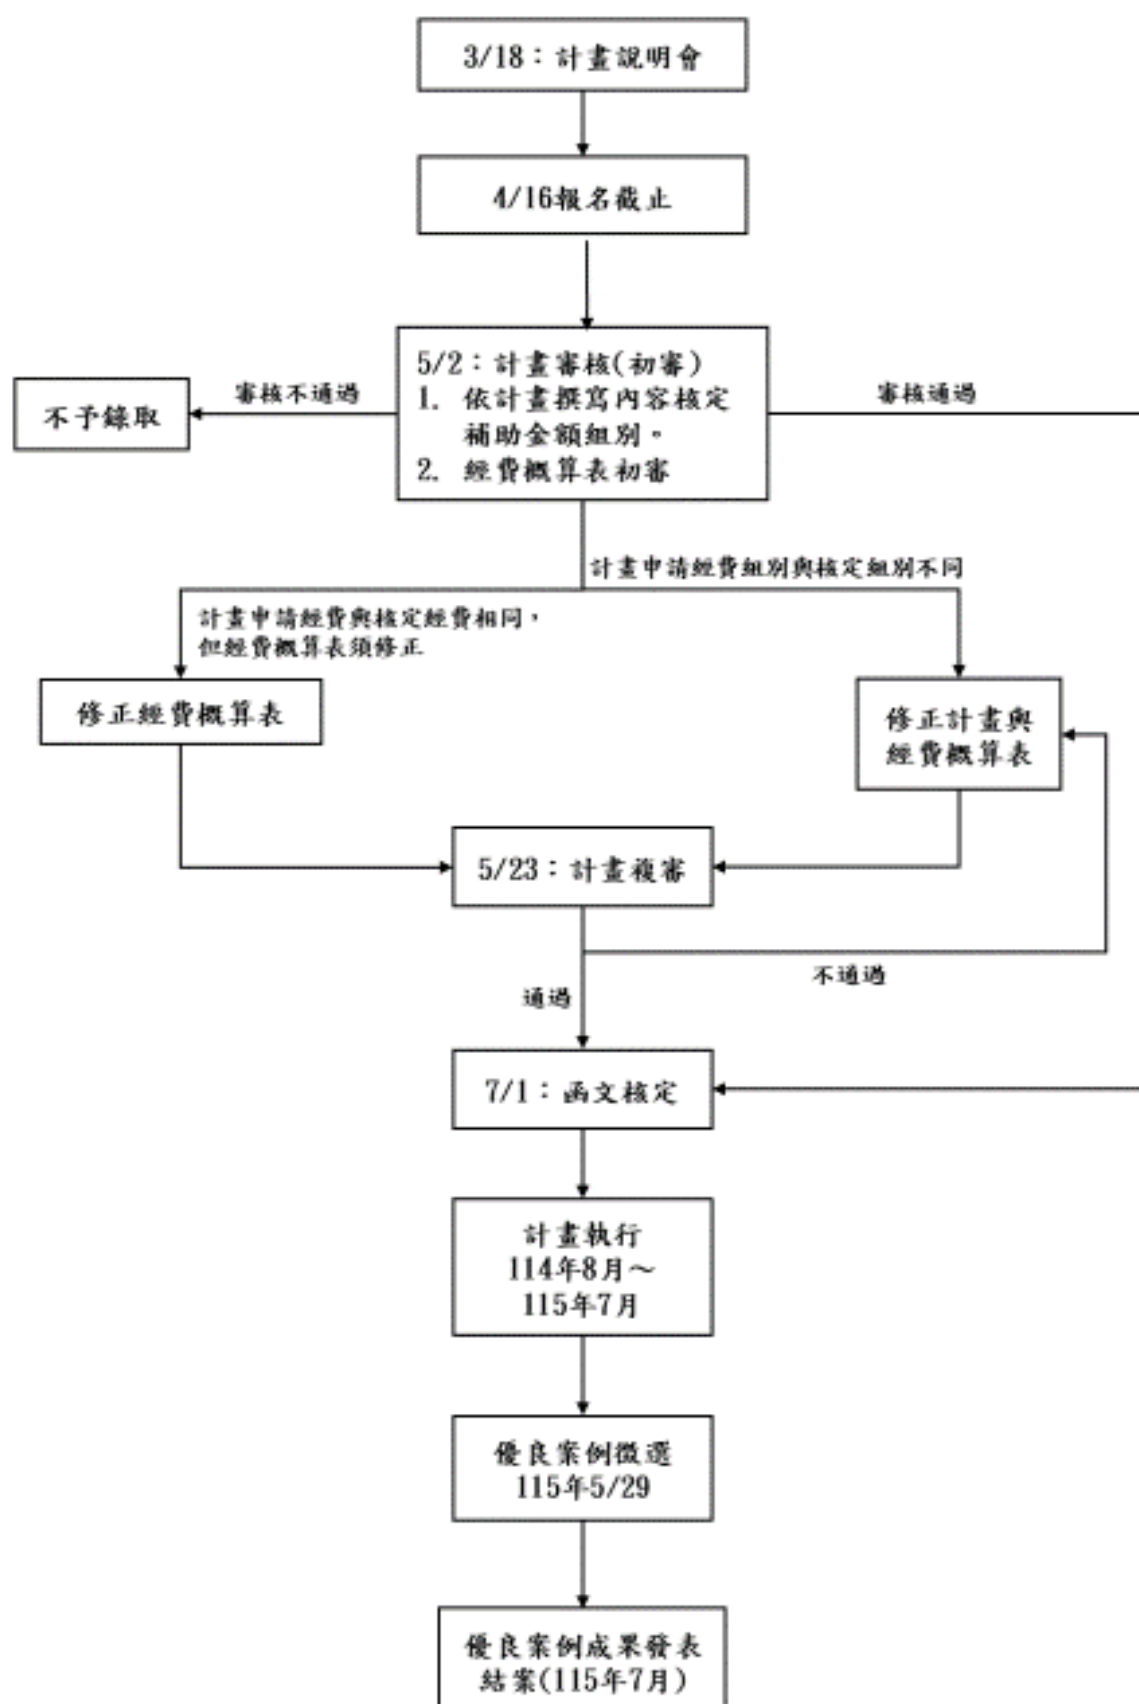 3/18：計畫說明會
4/16報名截止
5/2：計畫審核(初審)
1. 依計畫撰寫內容核定
補助金額組別。
2. 經費概算表初審
審核不通過
不予錄取
審核通過
計畫申請經費組別與核定組別不同
計畫申請經費與核定經費相同，
但經費概算表須修正
修正經費概算表
修正計畫與
經費概算表
5/23：計畫複審
不通過
通過
7/1：函文核定
計畫執行
114年8月～
115年7月
優良案例徵選
115年5/29
優良案例成果發表
結案(115年7月)